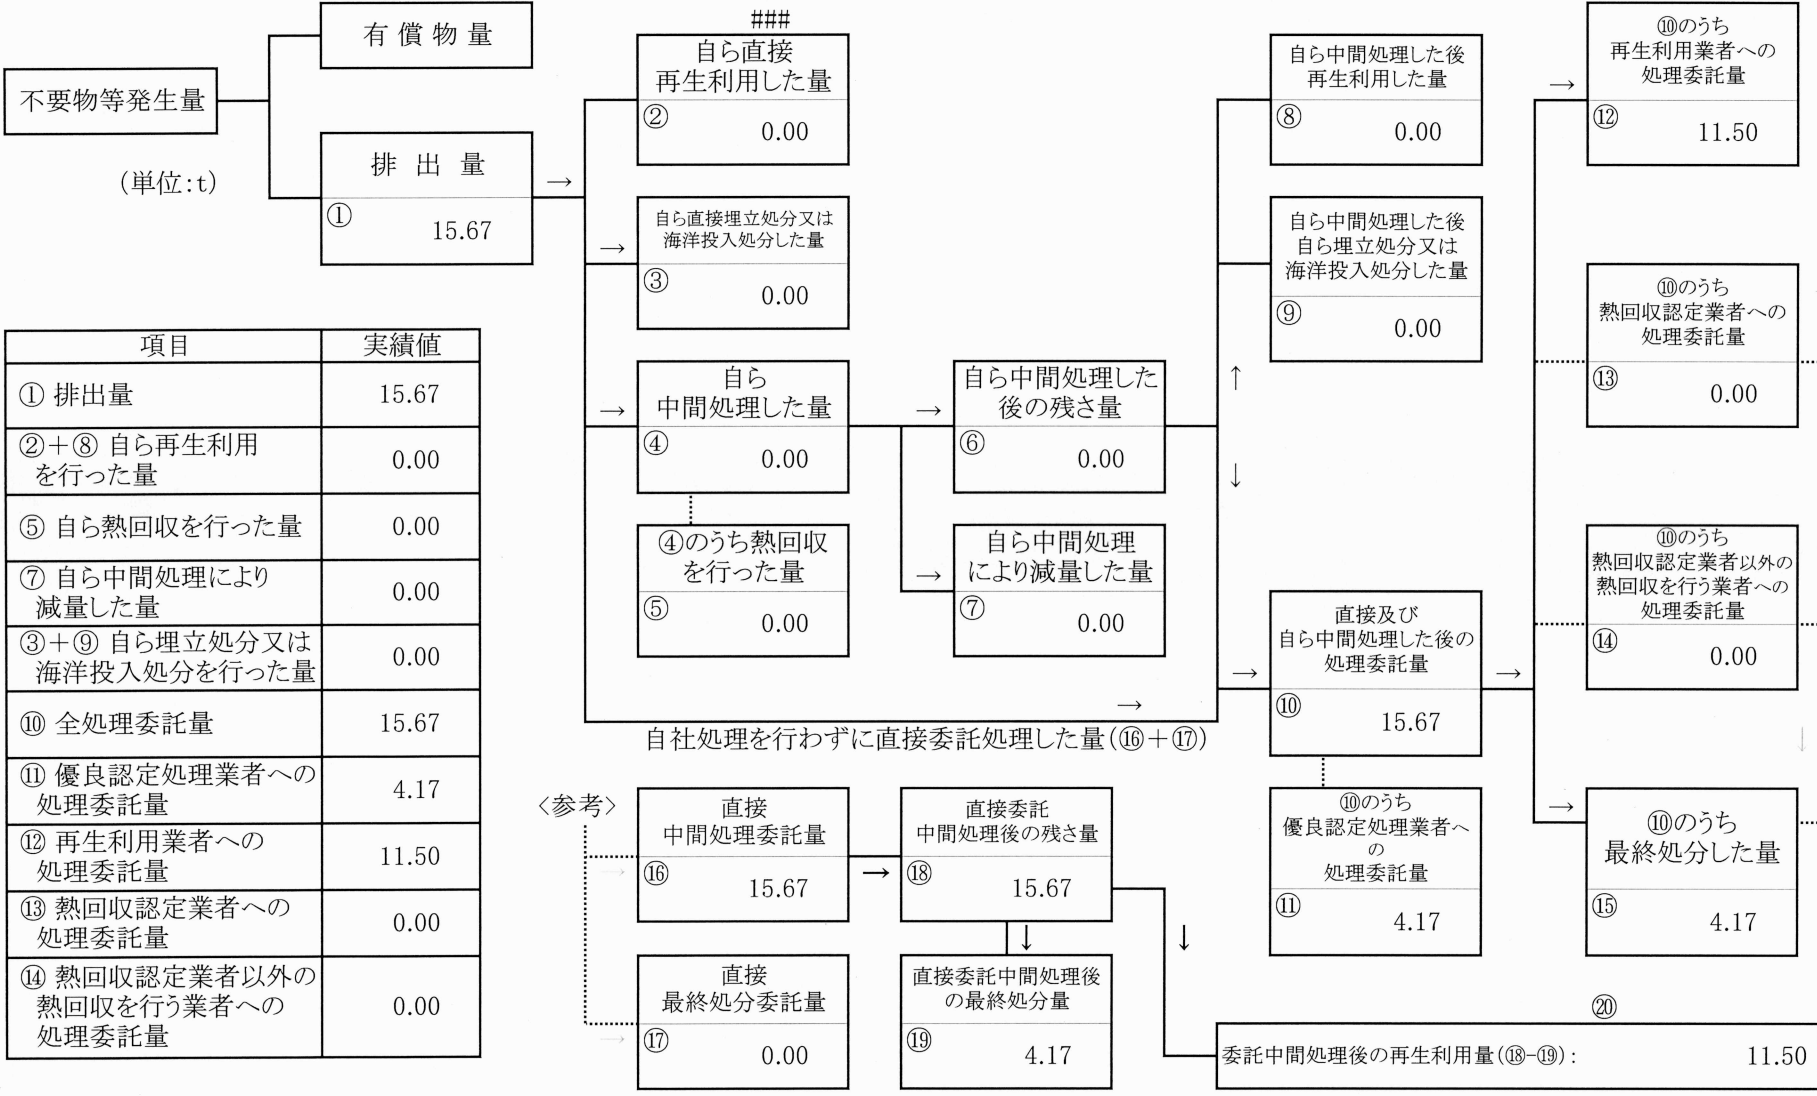 不要物等発生量
(単位:t)
有償物量
排出量
① 15.67
###
自ら直接
再生利用した量
② 0.00
自ら直接埋立処分又は
海洋投入処分した量
③ 0.00
自ら
中間処理した量
④ 0.00
④のうち熱回収
を行った量
⑤ 0.00
自ら中間処理した
後の残さ量
⑥ 0.00
自ら中間処理
により減量した量
⑦ 0.00
自ら中間処理した後
再生利用した量
⑧ 0.00
自ら中間処理した後
自ら埋立処分又は
海洋投入処分した量
⑨ 0.00
直接及び
自ら中間処理した後の
処理委託量
⑩ 15.67
⑩のうち
優良認定処理業者へ
の
処理委託量
⑪ 4.17
⑩のうち
再生利用業者への
処理委託量
⑫ 11.50
⑩のうち
熱回収認定業者への
処理委託量
⑬ 0.00
⑩のうち
熱回収認定業者以外の
熱回収を行う業者への
処理委託量
⑭ 0.00
⑩のうち
最終処分した量
⑮ 4.17
自社処理を行わずに直接委託処理した量(⑯+⑰)
〈参考〉
直接
中間処理委託量
⑯ 15.67
直接
最終処分委託量
⑰ 0.00
直接委託
中間処理後の残さ量
⑱ 15.67
直接委託中間処理後
の最終処分量
⑲ 4.17
⑳
委託中間処理後の再生利用量(⑱-⑲): 11.50
項目 実績値
① 排出量 15.67
②+⑧ 自ら再生利用
を行った量 0.00
⑤ 自ら熱回収を行った量 0.00
⑦ 自ら中間処理により
減量した量 0.00
③+⑨ 自ら埋立処分又は
海洋投入処分を行った量 0.00
⑩ 全処理委託量 15.67
⑪ 優良認定処理業者への
処理委託量 4.17
⑫ 再生利用業者への
処理委託量 11.50
⑬ 熱回収認定業者への
処理委託量 0.00
⑭ 熱回収認定業者以外の
熱回収を行う業者への
処理委託量 0.00